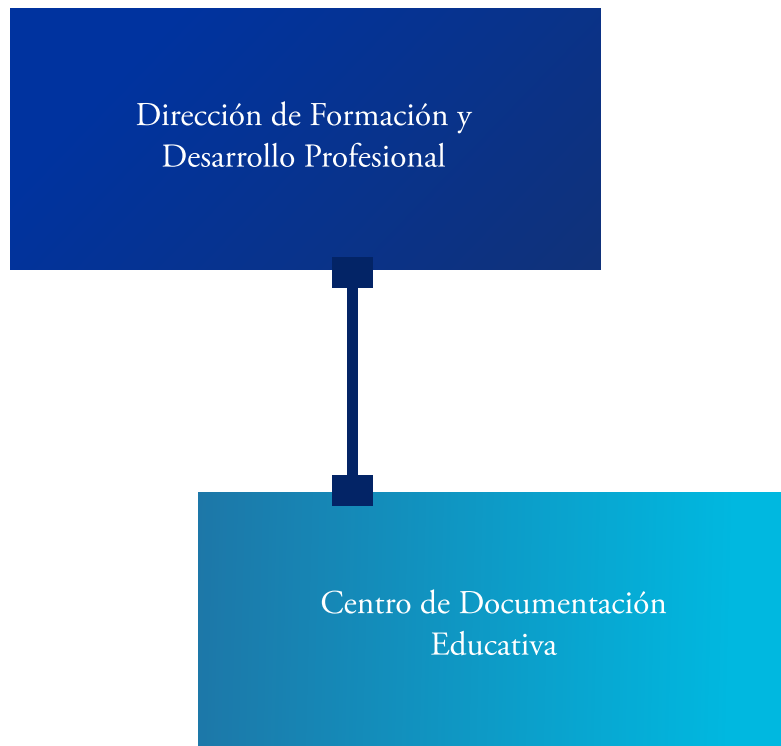 Dirección de Formación y
Desarrollo Profesional
Centro de Documentación
Educativa